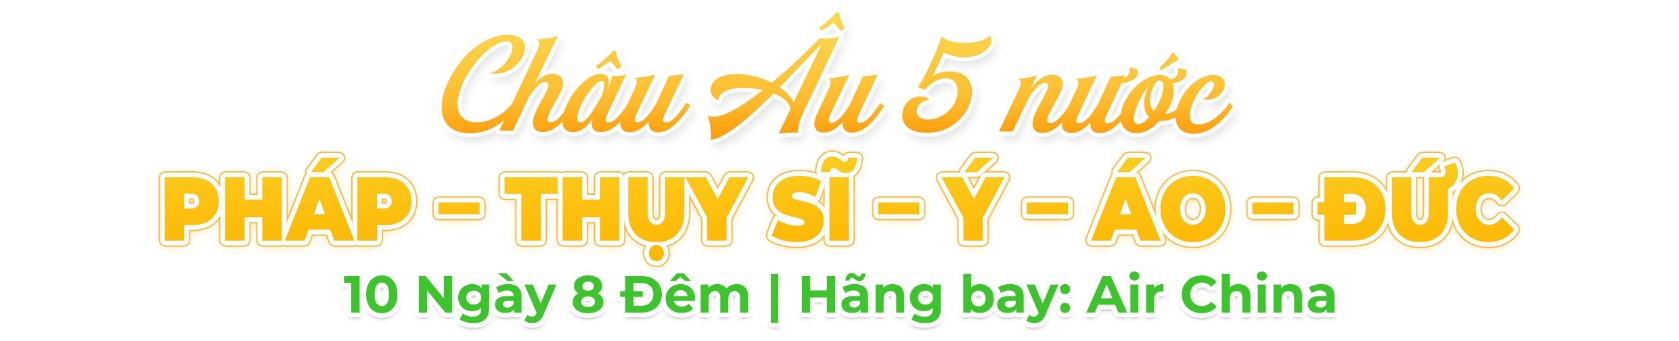 Châu Âu 5 nước
PHÁP – THỤY SĨ – Ý – ÁO – ĐỨC
10 Ngày 8 Đêm | Hãng bay: Air China